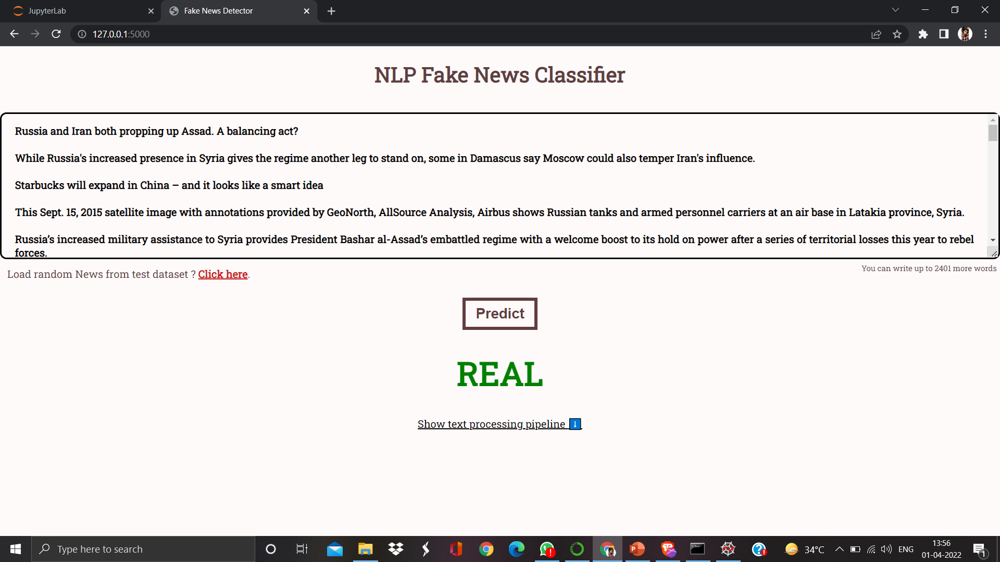 JupyterLab
Fake News Detector
127.0.0.1:5000
NLP Fake News Classifier
Russia and Iran both propping up Assad. A balancing act?
While Russia's increased presence in Syria gives the regime another leg to stand on, some in Damascus say Moscow could also temper Iran's influence.
Starbucks will expand in China – and it looks like a smart idea
This Sept. 15, 2015 satellite image with annotations provided by GeoNorth, AllSource Analysis, Airbus shows Russian tanks and armed personnel carriers at an air base in Latakia province, Syria.
Russia’s increased military assistance to Syria provides President Bashar al-Assad’s embattled regime with a welcome boost to its hold on power after a series of territorial losses this year to rebel
forces.
Load random News from test dataset ? Click here.
You can write up to 2401 more words
Predict
REAL
Show text processing pipeline
Type here to search
34°C
ENG
13:56
01-04-2022
1